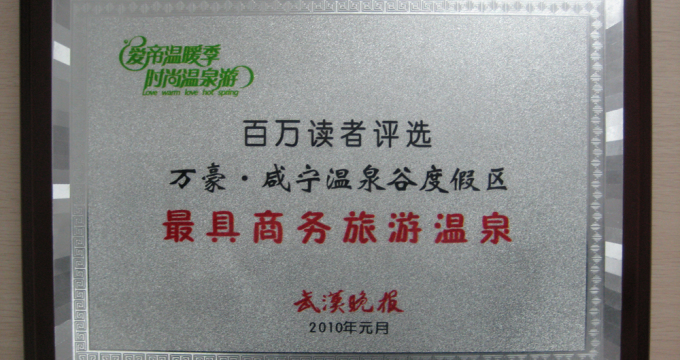 爱帝温暖季
时尚温泉游
Love warm love hot spring
百万读者评选
万豪·咸宁温泉谷度假区
最具商务旅游温泉
武汉晚报
2010年元月